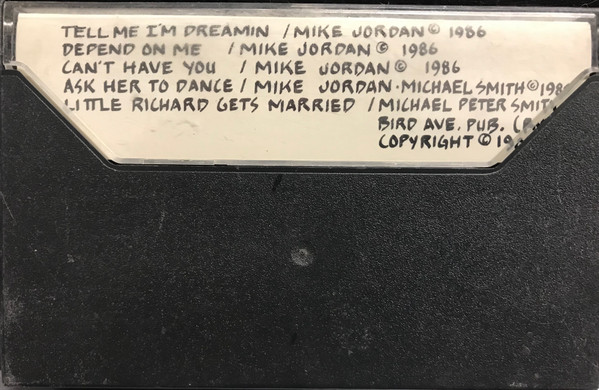 TELL ME I'M DREAMIN / MIKE JORDAN © 1986
DEPEND ON ME / MIKE JORDAN © 1986
CAN'T HAVE YOU / MIKE JORDAN © 1986
ASK HER TO DANCE / MIKE JORDAN · MICHAEL SMITH ©
LITTLE RICHARD GETS MARRIED / MICHAEL PETER
BIRD AVE. PUB.
COPYRIGHT ©